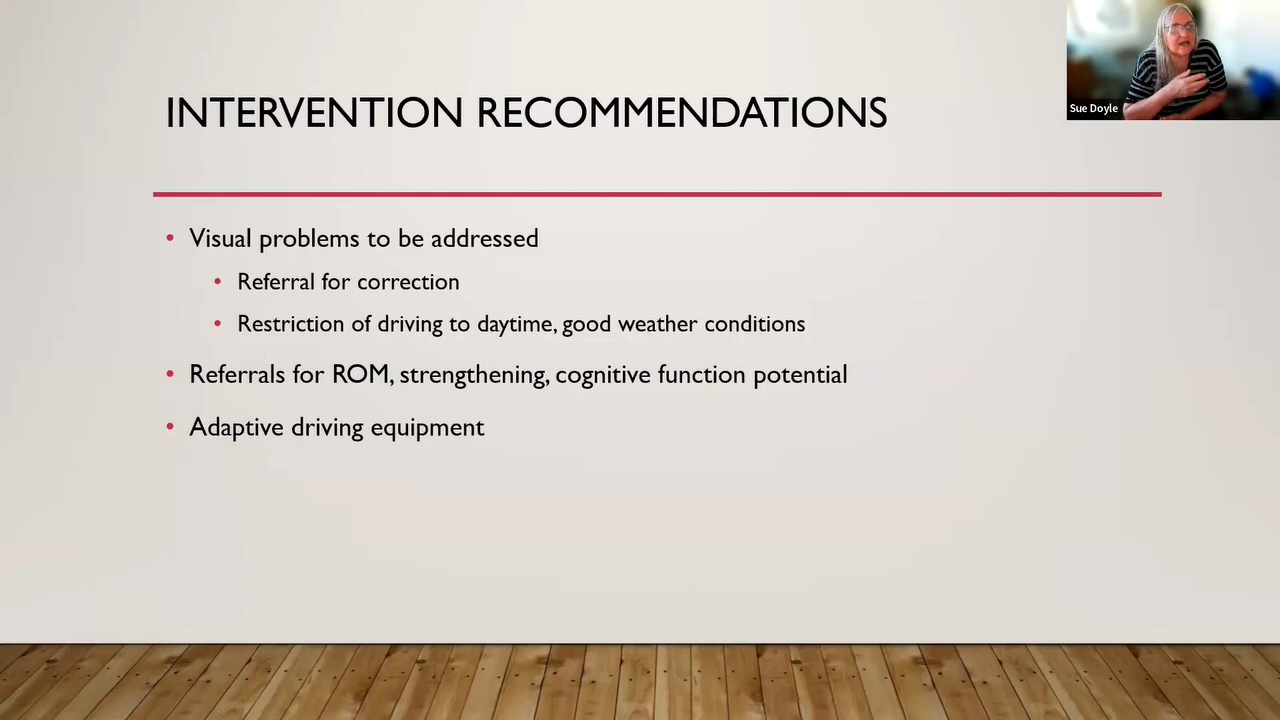 Sue Doyle
INTERVENTION RECOMMENDATIONS
• Visual problems to be addressed
• Referral for correction
• Restriction of driving to daytime, good weather conditions
• Referrals for ROM, strengthening, cognitive function potential
• Adaptive driving equipment